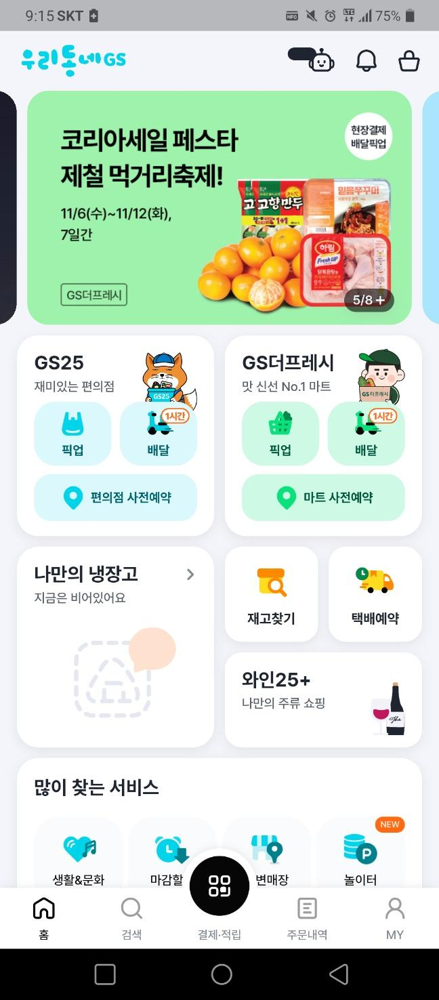 9:15 SKT
NFC
LTE
75%
우리동네GS
코리아세일 페스타
제철 먹거리축제!
현장결제
배달픽업
11/6(수)~11/12(화),
7일간
GS더프레시
고향만두
1+1
믿음쭈꾸미
하림
Fresh UP
닭볶음탕용
5/8 +
GS25
재미있는 편의점
GS25
픽업
1시간
배달
편의점 사전예약
GS더프레시
맛 신선 No.1 마트
GS더프레시
픽업
1시간
배달
마트 사전예약
나만의 냉장고
지금은 비어있어요
재고찾기
택배예약
와인25+
나만의 주류 쇼핑
The
많이 찾는 서비스
NEW
P
생활&문화
마감할
변매장
놀이터
홈
검색
결제·적립
주문내역
MY